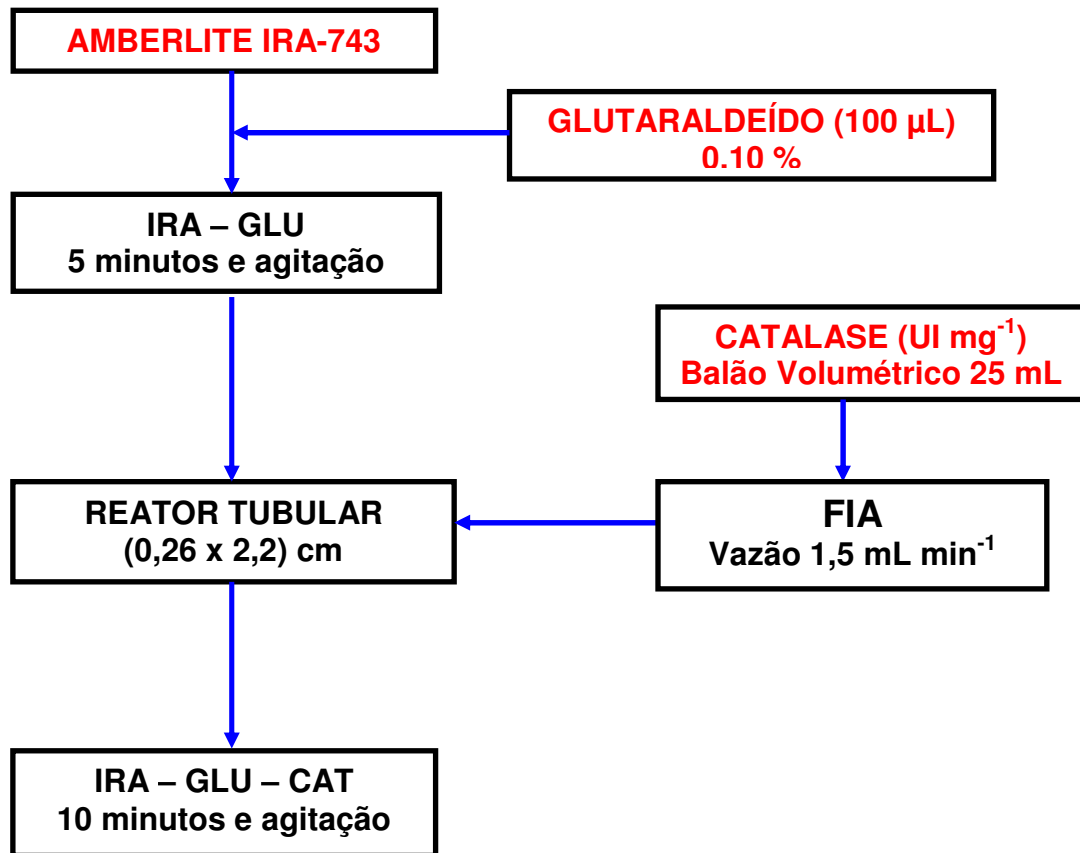 AMBERLITE IRA-743
GLUTARALDEÍDO (100 µL)
0.10 %
IRA – GLU
5 minutos e agitação
CATALASE (UI mg⁻¹)
Balão Volumétrico 25 mL
REATOR TUBULAR
(0,26 x 2,2) cm
FIA
Vazão 1,5 mL min⁻¹
IRA – GLU – CAT
10 minutos e agitação